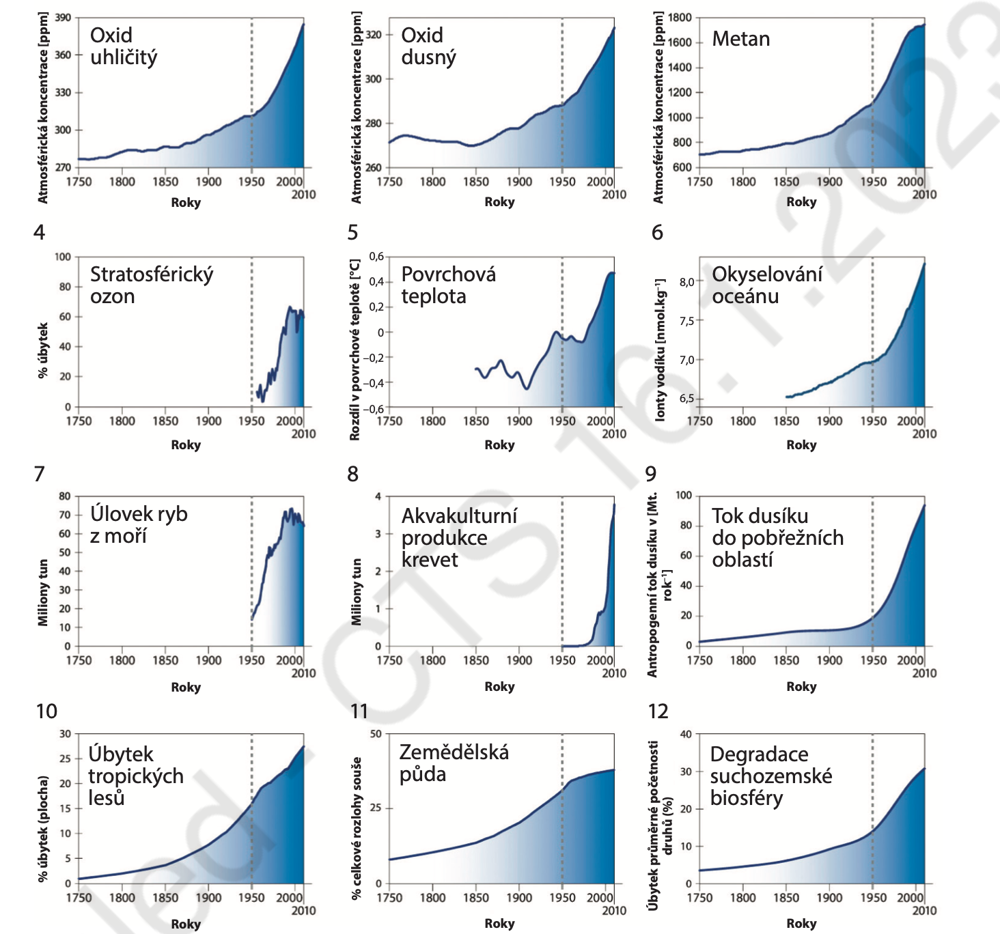 Atmosférická koncentrace [ppm]
390
360
330
300
270
Oxid
uhličitý
1750 1800 1850 1900 1950 2000
2010
Roky
Atmosférická koncentrace [ppm]
320
300
280
260
Oxid
dusný
1750 1800 1850 1900 1950 2000
2010
Roky
Atmosférická koncentrace [ppm]
1800
1600
1400
1200
1000
800
600
Metan
1750 1800 1850 1900 1950 2000
2010
Roky
4
% úbytek
100
80
60
40
20
0
Stratosférický
ozon
1750 1800 1850 1900 1950 2000
2010
Roky
5
Rozdíl v povrchové teplotě [°C]
0,6
0,4
0,2
0
–0,2
–0,4
–0,6
Povrchová
teplota
1750 1800 1850 1900 1950 2000
2010
Roky
6
Ionty vodíku [nmol.kg⁻¹]
8,0
7,5
7,0
6,5
Okyselování
oceánu
1750 1800 1850 1900 1950 2000
2010
Roky
7
Miliony tun
80
70
60
50
40
30
20
10
0
Úlovek ryb
z moří
1750 1800 1850 1900 1950 2000
2010
Roky
8
Miliony tun
4
3
2
1
0
Akvakulturní
produkce
krevet
1750 1800 1850 1900 1950 2000
2010
Roky
9
Antropogenní tok dusíku v [Mt.
rok⁻¹]
100
80
60
40
20
0
Tok dusíku
do pobřežních
oblastí
1750 1800 1850 1900 1950 2000
2010
Roky
10
% úbytek (plocha)
30
25
20
15
10
5
0
Úbytek
tropických
lesů
1750 1800 1850 1900 1950 2000
2010
Roky
11
% celkové rozlohy souše
50
25
0
Zemědělská
půda
1750 1800 1850 1900 1950 2000
2010
Roky
12
Úbytek průměrné početnosti
druhů (%)
40
30
20
10
0
Degradace
suchozemské
biosféry
1750 1800 1850 1900 1950 2000
2010
Roky
CTS 16. 1. 2023